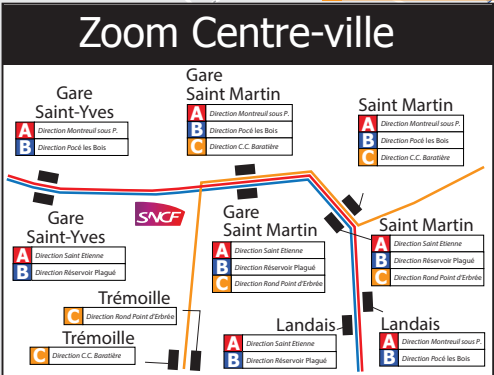 Zoom Centre-ville
Gare
Saint-Yves
A Direction Montreuil sous P.
B Direction Pocé les Bois
Gare
Saint Martin
A Direction Montreuil sous P.
B Direction Pocé les Bois
C Direction C.C. Baratière
Saint Martin
A Direction Montreuil sous P.
B Direction Pocé les Bois
C Direction C.C. Baratière
SNCF
Gare
Saint-Yves
A Direction Saint Etienne
B Direction Réservoir Plagué
Gare
Saint Martin
A Direction Saint Etienne
B Direction Réservoir Plagué
C Direction Rond Point d'Erbrée
Saint Martin
A Direction Saint Etienne
B Direction Réservoir Plagué
C Direction Rond Point d'Erbrée
Trémoille
C Direction Rond Point d'Erbrée
Trémoille
C Direction C.C. Baratière
Landais
A Direction Saint Etienne
B Direction Réservoir Plagué
Landais
A Direction Montreuil sous P.
B Direction Pocé les Bois